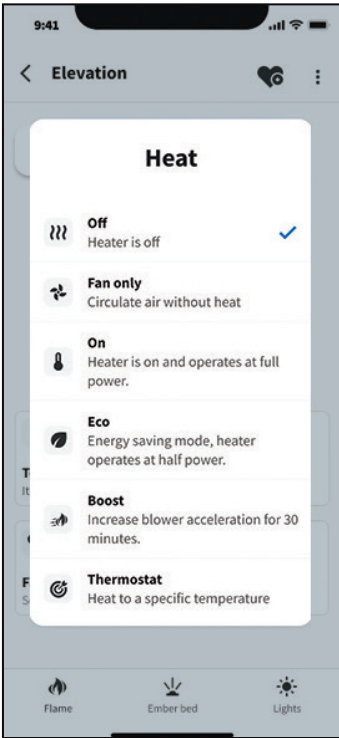 9:41
Elevation
Heat
Off
Heater is off
Fan only
Circulate air without heat
On
Heater is on and operates at full
power.
Eco
Energy saving mode, heater
operates at half power.
Boost
Increase blower acceleration for 30
minutes.
Thermostat
Heat to a specific temperature
Flame
Ember bed
Lights